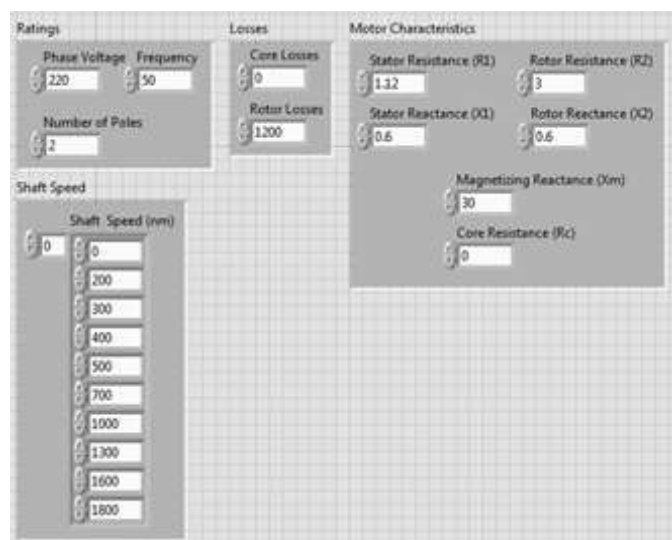 Ratings
Phase Voltage Frequency
220 50
Number of Poles
2
Losses
Core Losses
0
Rotor Losses
1200
Motor Characteristics
Stator Resistance (R1) Rotor Resistance (R2)
1.12 3
Stator Reactance (X1) Rotor Reactance (X2)
0.6 0.6
Magnetizing Reactance (Xm)
30
Core Resistance (Rc)
0
Shaft Speed
Shaft Speed (nm)
0 0
200
300
400
500
700
1000
1300
1600
1800